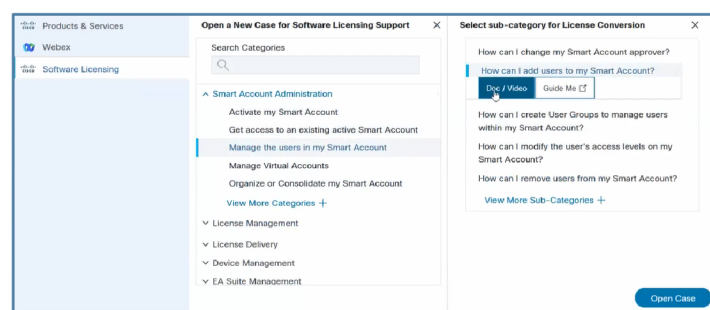 Products & Services
Webex
Software Licensing
Open a New Case for Software Licensing Support
Search Categories
Smart Account Administration
Activate my Smart Account
Get access to an existing active Smart Account
Manage the users in my Smart Account
Manage Virtual Accounts
Organize or Consolidate my Smart Account
View More Categories +
License Management
License Delivery
Device Management
EA Suite Management
Select sub-category for License Conversion
How can I change my Smart Account approver?
How can I add users to my Smart Account?
Doc / Video Guide Me
How can I create User Groups to manage users
within my Smart Account?
How can I modify the user's access levels on my
Smart Account?
How can I remove users from my Smart Account?
View More Sub-Categories +
Open Case